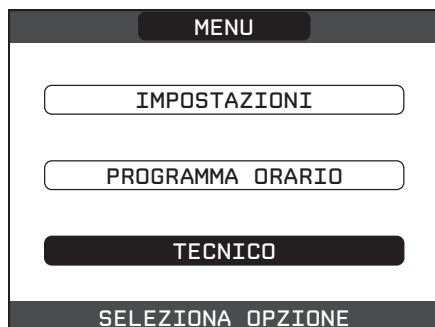 MENU
IMPOSTAZIONI
PROGRAMMA ORARIO
TECNICO
SELEZIONA OPZIONE